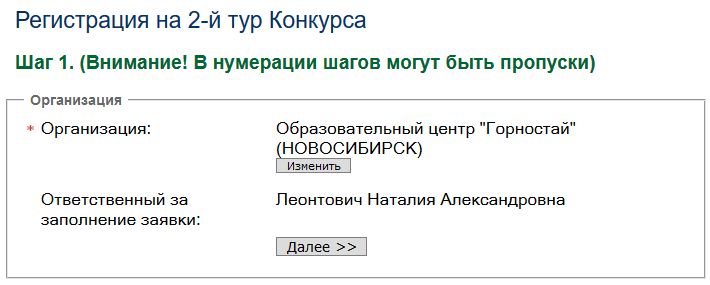 Регистрация на 2-й тур Конкурса
Шаг 1. (Внимание! В нумерации шагов могут быть пропуски)
Организация
* Организация:
Образовательный центр "Горностай"
(НОВОСИБИРСК)
Изменить
Ответственный за
заполнение заявки:
Леонтович Наталия Александровна
Далее >>